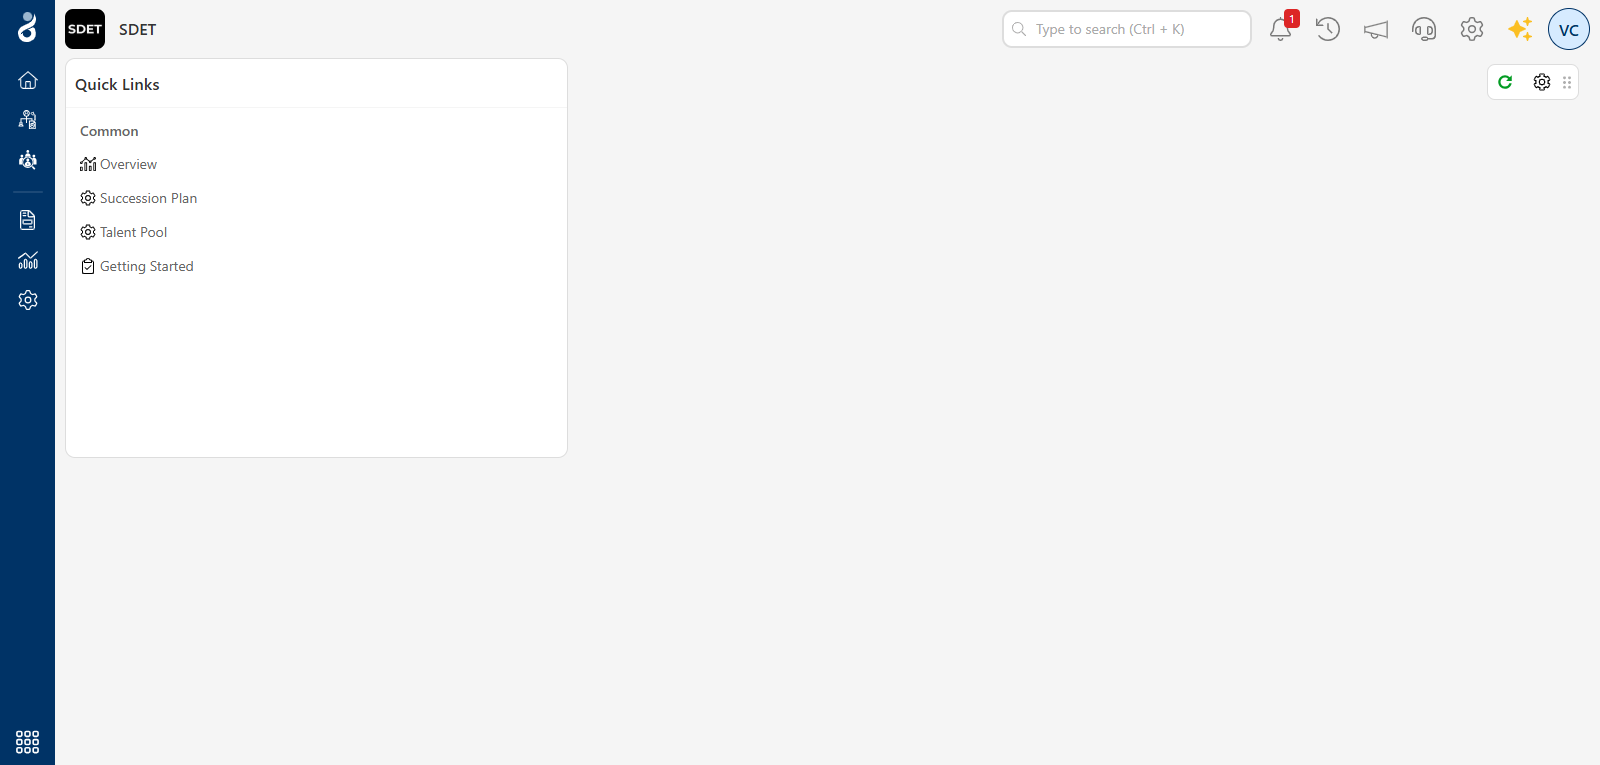 SDET
SDET
Type to search (Ctrl + K)
1
VC
Quick Links
Common
Overview
Succession Plan
Talent Pool
Getting Started